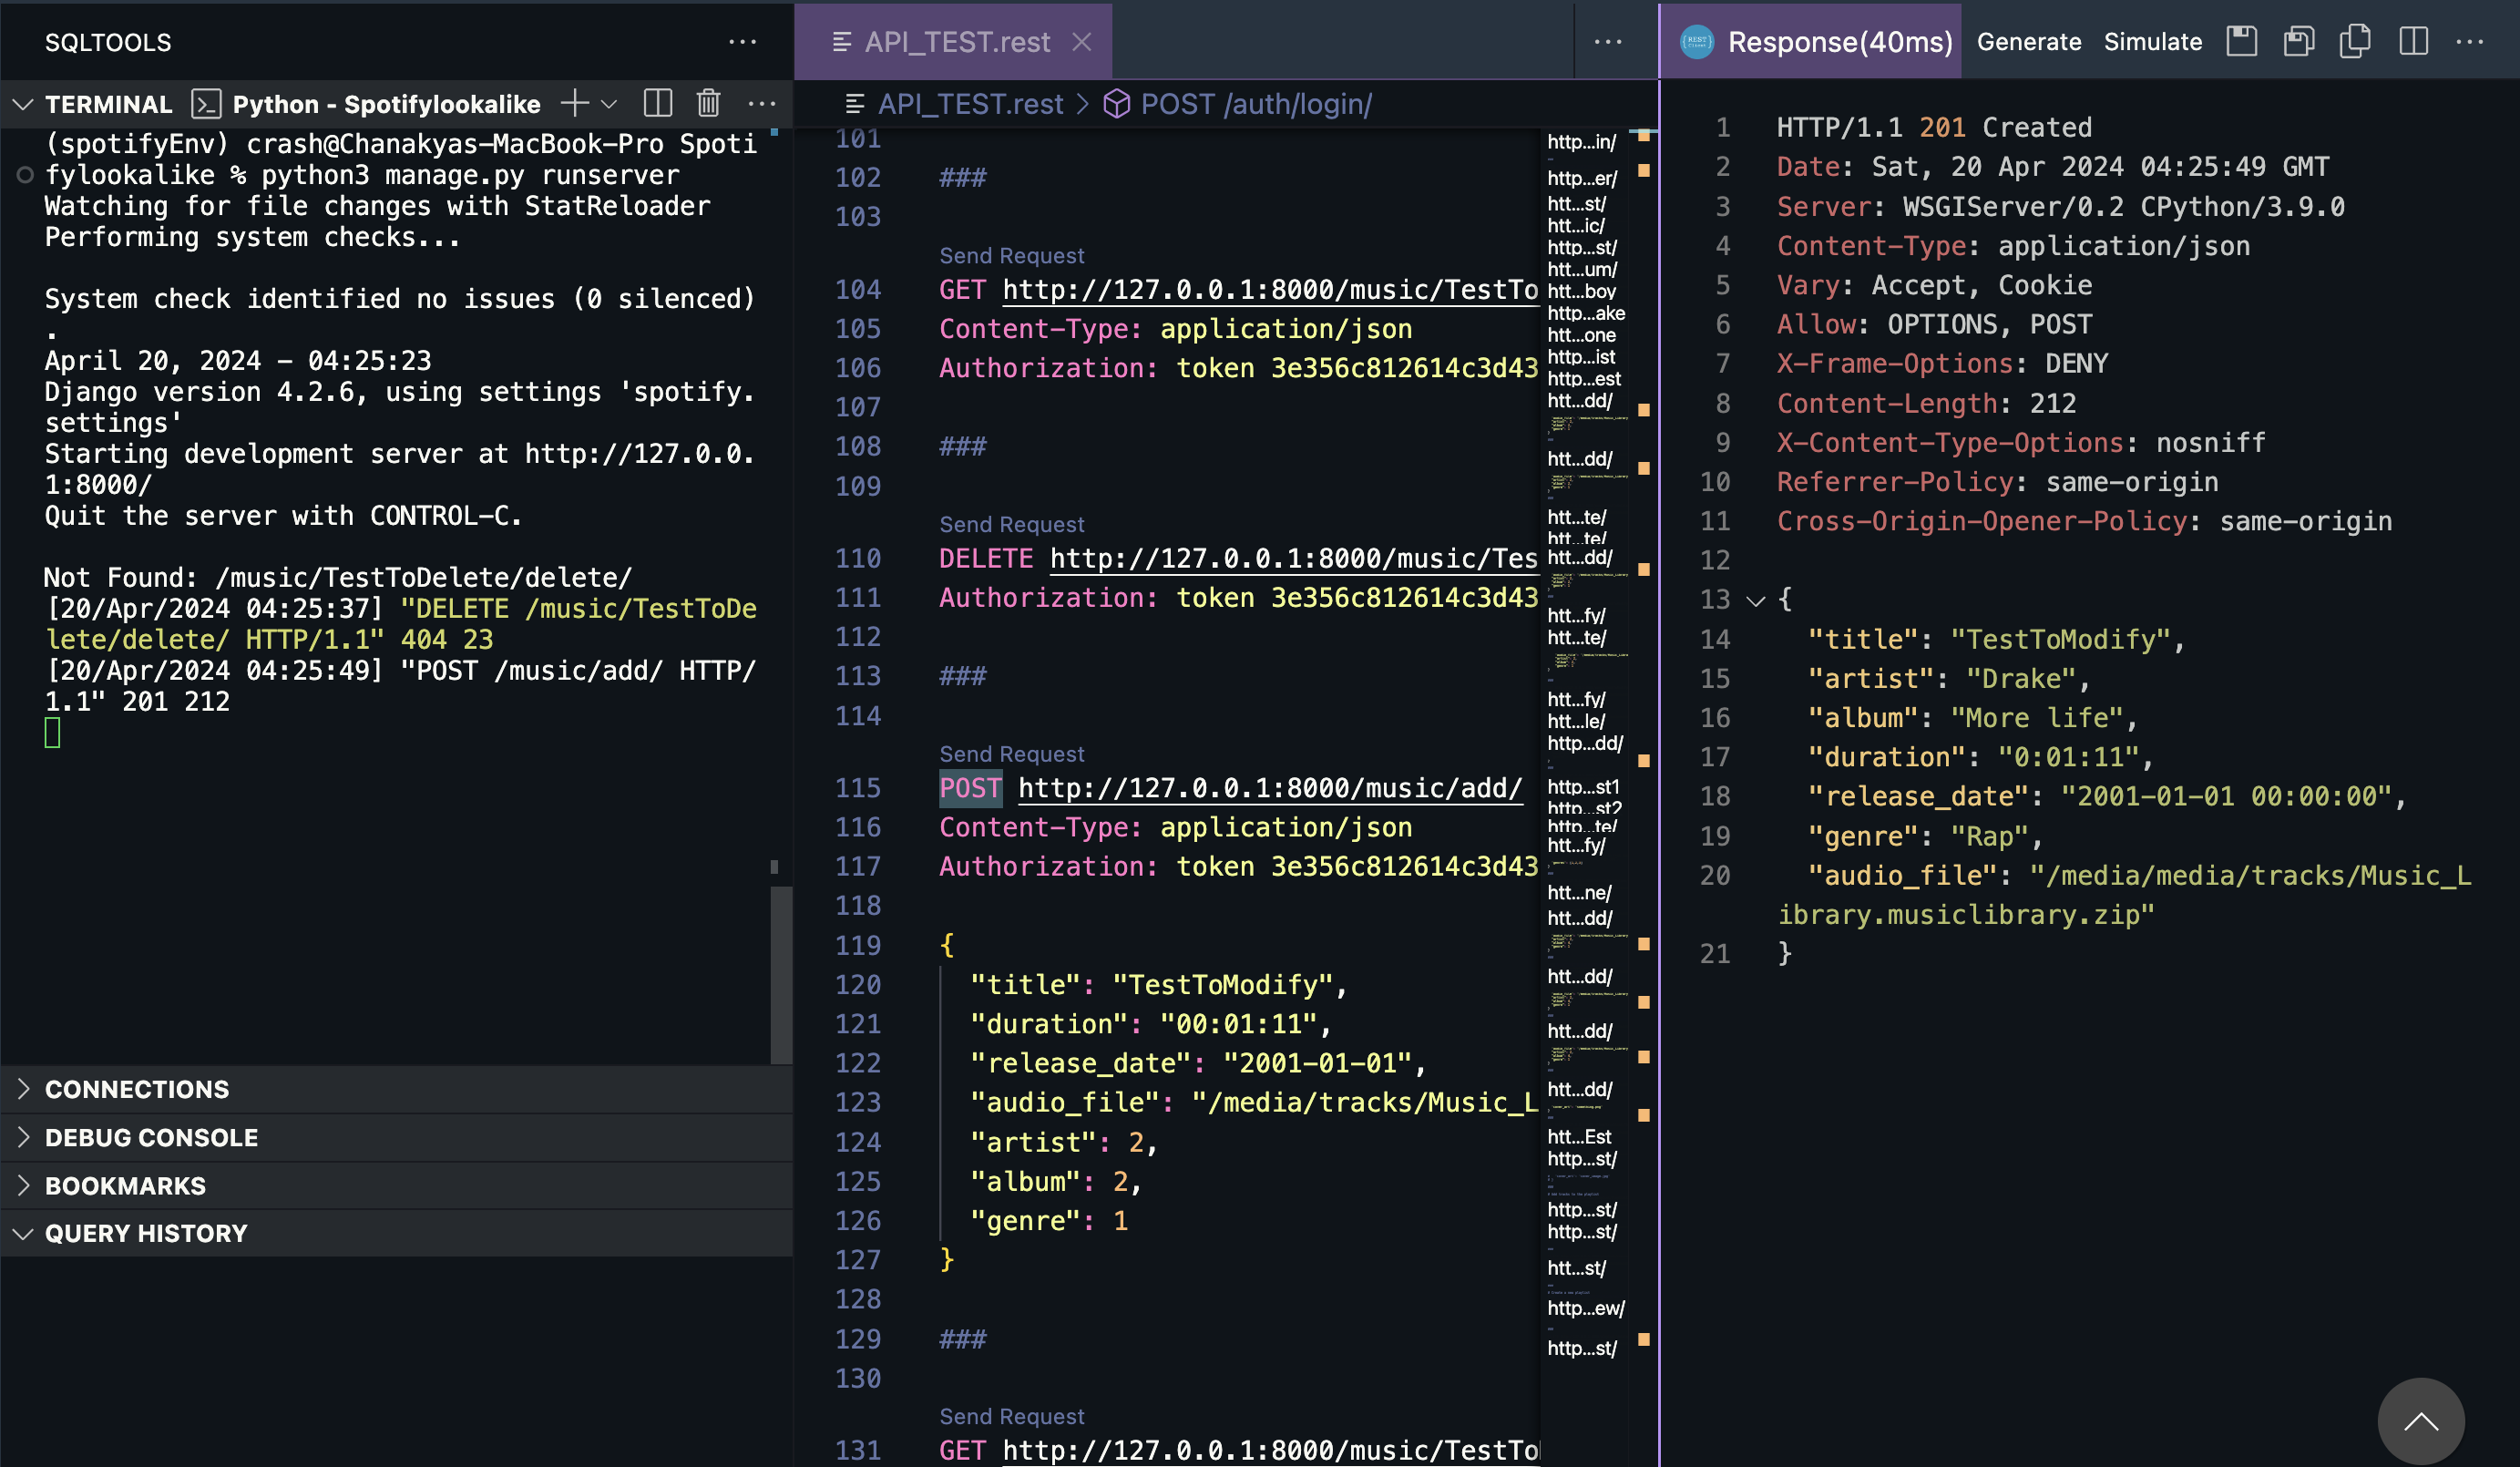 SQLTOOLS
TERMINAL Python - Spotifylookalike
(spotifyEnv) crash@Chanakyas-MacBook-Pro Spoti
fylookalike % python3 manage.py runserver
Watching for file changes with StatReloader
Performing system checks...
System check identified no issues (0 silenced)
.
April 20, 2024 - 04:25:23
Django version 4.2.6, using settings 'spotify.
settings'
Starting development server at http://127.0.0.
1:8000/
Quit the server with CONTROL-C.
Not Found: /music/TestToDelete/delete/
[20/Apr/2024 04:25:37] "DELETE /music/TestToDe
lete/delete/ HTTP/1.1" 404 23
[20/Apr/2024 04:25:49] "POST /music/add/ HTTP/
1.1" 201 212
CONNECTIONS
DEBUG CONSOLE
BOOKMARKS
QUERY HISTORY
API_TEST.rest
API_TEST.rest > POST /auth/login/
101
102 ###
103
Send Request
104 GET http://127.0.0.1:8000/music/TestTo
105 Content-Type: application/json
106 Authorization: token 3e356c812614c3d43
107
108 ###
109
Send Request
110 DELETE http://127.0.0.1:8000/music/Tes
111 Authorization: token 3e356c812614c3d43
112
113 ###
114
Send Request
115 POST http://127.0.0.1:8000/music/add/
116 Content-Type: application/json
117 Authorization: token 3e356c812614c3d43
118
119 {
120 "title": "TestToModify",
121 "duration": "00:01:11",
122 "release_date": "2001-01-01",
123 "audio_file": "/media/tracks/Music_L
124 "artist": 2,
125 "album": 2,
126 "genre": 1
127 }
128
129 ###
130
Send Request
131 GET http://127.0.0.1:8000/music/TestTo
http...in/
http...er/
htt...st/
htt...ic/
http...st/
htt...um/
htt...boy
http...ake
htt...one
http...ist
http...est
htt...dd/
htt...dd/
htt...te/
htt...te/
htt...dd/
htt...fy/
htt...te/
htt...fy/
htt...le/
http...dd/
http...st1
http...st2
http...te/
htt...fy/
htt...ne/
htt...dd/
htt...dd/
htt...dd/
htt...dd/
htt...Est
http...st/
http...st/
http...st/
htt...st/
http...ew/
http...st/
Response(40ms) Generate Simulate
1 HTTP/1.1 201 Created
2 Date: Sat, 20 Apr 2024 04:25:49 GMT
3 Server: WSGIServer/0.2 CPython/3.9.0
4 Content-Type: application/json
5 Vary: Accept, Cookie
6 Allow: OPTIONS, POST
7 X-Frame-Options: DENY
8 Content-Length: 212
9 X-Content-Type-Options: nosniff
10 Referrer-Policy: same-origin
11 Cross-Origin-Opener-Policy: same-origin
12
13 {
14 "title": "TestToModify",
15 "artist": "Drake",
16 "album": "More life",
17 "duration": "0:01:11",
18 "release_date": "2001-01-01 00:00:00",
19 "genre": "Rap",
20 "audio_file": "/media/media/tracks/Music_L
ibrary.musiclibrary.zip"
21 }